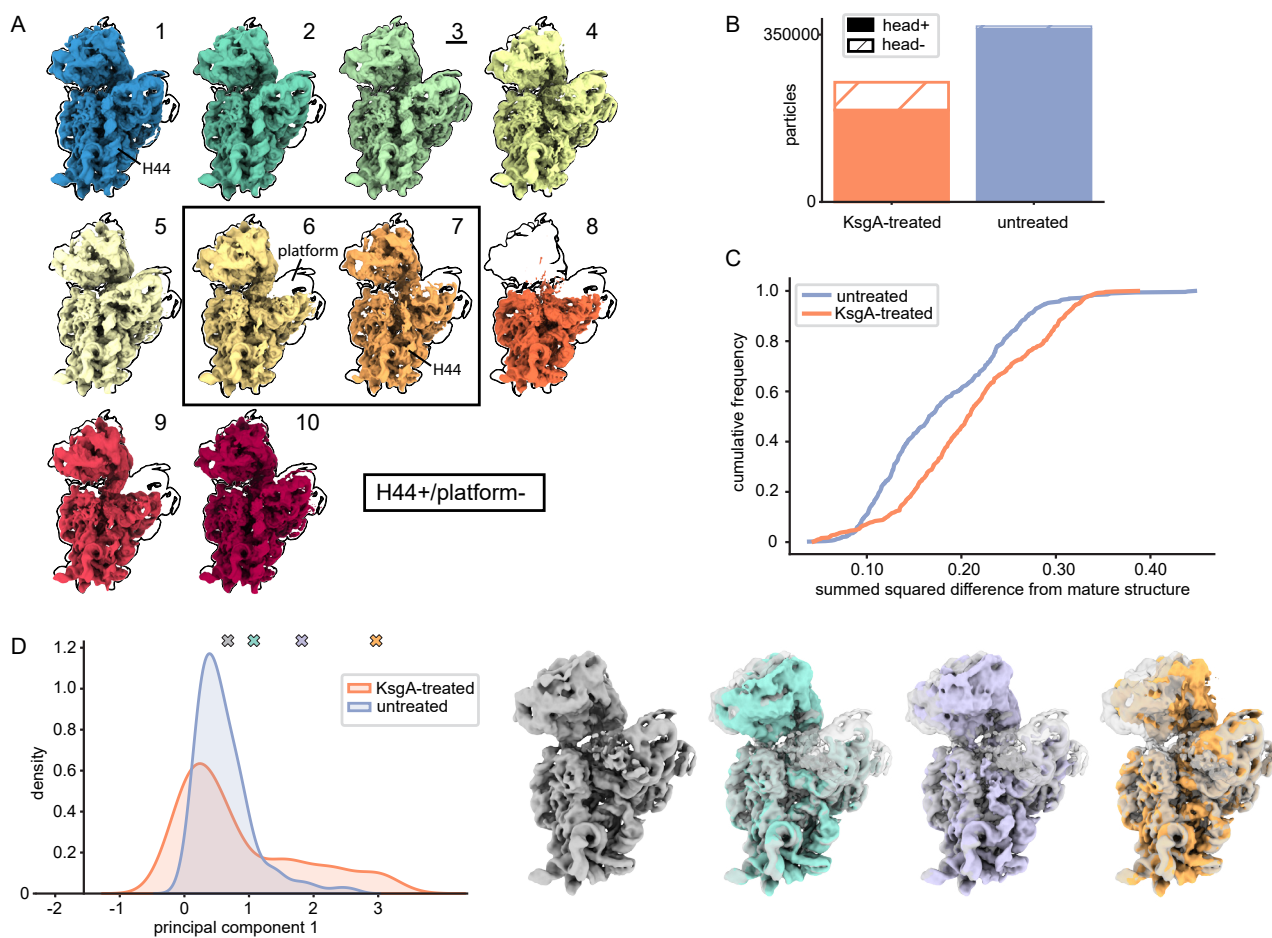 A
1
2
3
4
H44
5
6
7
8
platform
H44
9
10
H44+/platform-
B
head+
head-
350000
particles
0
KsgA-treated
untreated
C
untreated
KsgA-treated
1.0
0.8
0.6
0.4
0.2
0
cumulative frequency
0.10
0.20
0.30
0.40
summed squared difference from mature structure
D
1.2
1.0
0.8
0.6
0.4
0.2
0
density
KsgA-treated
untreated
-2
-1
0
1
2
3
principal component 1